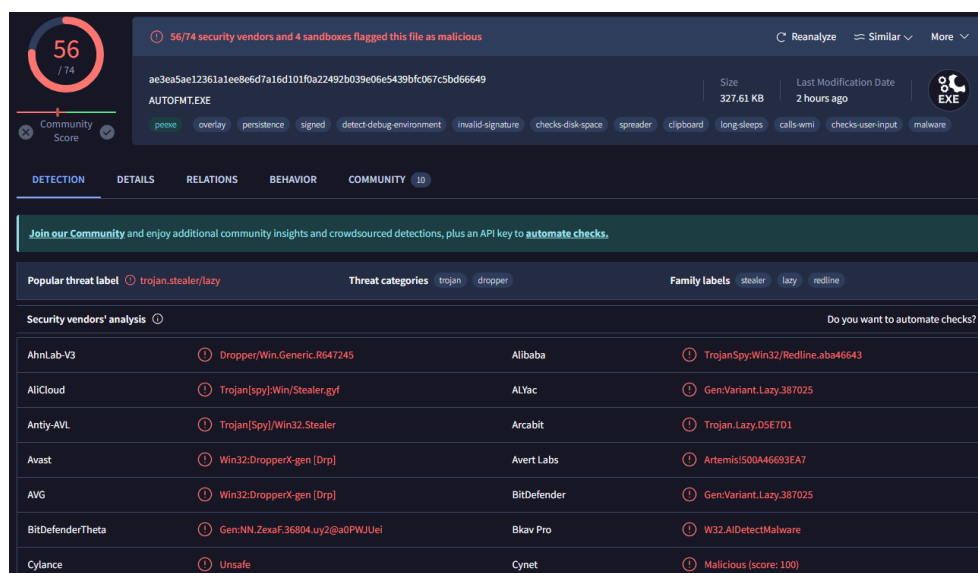 56
/ 74
Community
Score
56/74 security vendors and 4 sandboxes flagged this file as malicious
Reanalyze Similar More
ae3ea5ae12361a1ee8e6d7a16d101f0a22492b039e06e5439bfc067c5bd66649
AUTOFMT.EXE
Size
327.61 KB
Last Modification Date
2 hours ago
EXE
peexe overlay persistence signed detect-debug-environment invalid-signature checks-disk-space spreader clipboard long-sleeps calls-wmi checks-user-input malware
DETECTION DETAILS RELATIONS BEHAVIOR COMMUNITY 10
Join our Community and enjoy additional community insights and crowdsourced detections, plus an API key to automate checks.
Popular threat label trojan.stealer/lazy Threat categories trojan dropper Family labels stealer lazy redline
Security vendors' analysis Do you want to automate checks?
AhnLab-V3 Dropper/Win.Generic.R647245 Alibaba TrojanSpy:Win32/Redline.aba46643
AliCloud Trojan[spy]:Win/Stealer.gyf ALYac Gen:Variant.Lazy.387025
Antiy-AVL Trojan[Spy]/Win32.Stealer Arcabit Trojan.Lazy.D5E7D1
Avast Win32:DropperX-gen [Drp] Avert Labs Artemis!500A46693EA7
AVG Win32:DropperX-gen [Drp] BitDefender Gen:Variant.Lazy.387025
BitDefenderTheta Gen:NN.ZexaF.36804.uy2@a0PWJUei Bkav Pro W32.AIDetectMalware
Cylance Unsafe Cynet Malicious (score: 100)